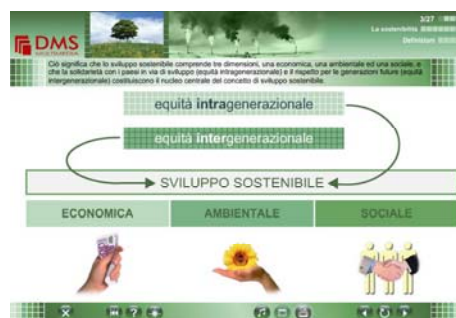 3/27
La sostenibilità
Definizioni
DMS
Ciò significa che lo sviluppo sostenibile comprende tre dimensioni, una economica, una ambientale ed una sociale, e
che la solidarietà con i paesi in via di sviluppo (equità intragenerazionale) e il rispetto per le generazioni future (equità
intergenerazionale) costituiscono il nucleo centrale del concetto di sviluppo sostenibile.
equità intragenerazionale
equità intergenerazionale
SVILUPPO SOSTENIBILE
ECONOMICA AMBIENTALE SOCIALE